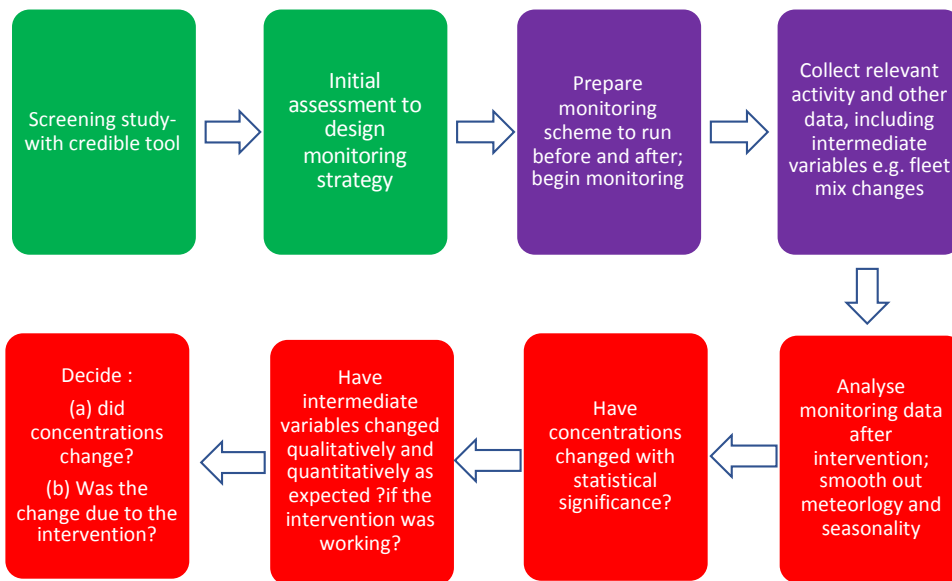 Screening study-
with credible tool
Initial
assessment to
design
monitoring
strategy
Prepare
monitoring
scheme to run
before and after;
begin monitoring
Collect relevant
activity and other
data, including
intermediate
variables e.g. fleet
mix changes
Analyse
monitoring data
after
intervention;
smooth out
meteorlogy and
seasonality
Have
concentrations
changed with
statistical
significance?
Have
intermediate
variables changed
qualitatively and
quantitatively as
expected ?if the
intervention was
working?
Decide :
(a) did
concentrations
change?
(b) Was the
change due to the
intervention?